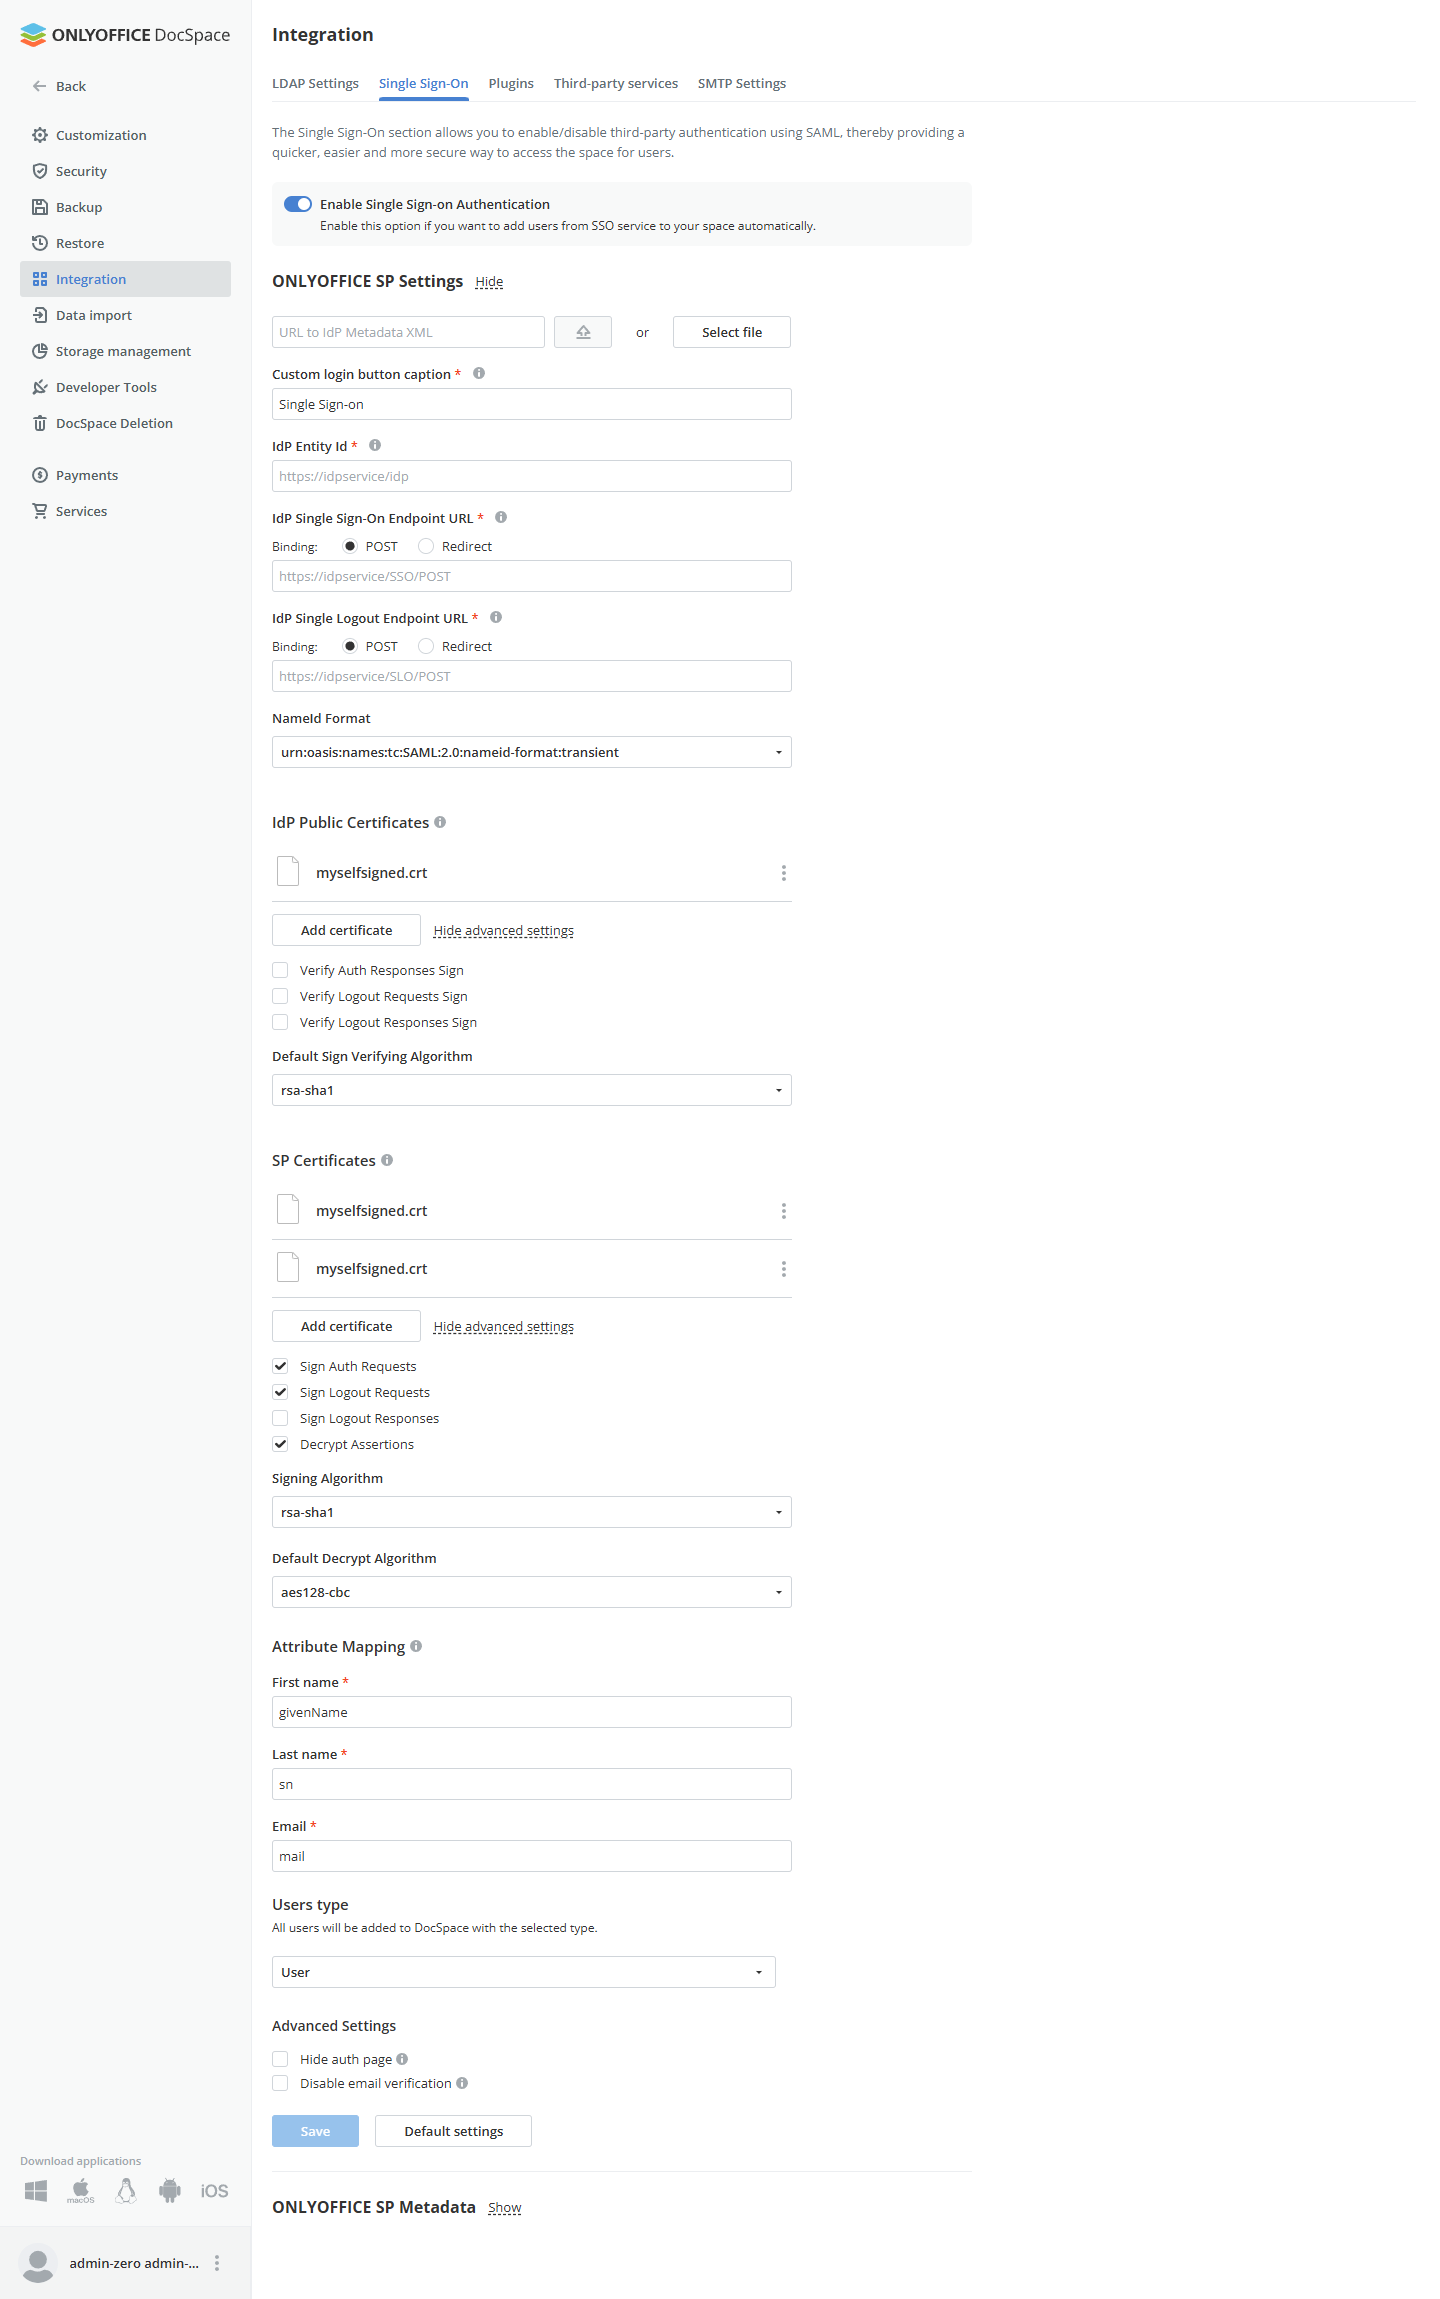 ONLYOFFICE DocSpace
Back
Customization
Security
Backup
Restore
Integration
Data import
Storage management
Developer Tools
DocSpace Deletion
Payments
Services
Download applications
macOS
iOS
admin-zero admin-...
Integration
LDAP Settings
Single Sign-On
Plugins
Third-party services
SMTP Settings
The Single Sign-On section allows you to enable/disable third-party authentication using SAML, thereby providing a
quicker, easier and more secure way to access the space for users.
Enable Single Sign-on Authentication
Enable this option if you want to add users from SSO service to your space automatically.
ONLYOFFICE SP Settings Hide
URL to IdP Metadata XML or Select file
Custom login button caption *
Single Sign-on
IdP Entity Id *
https://idpservice/idp
IdP Single Sign-On Endpoint URL *
Binding: POST Redirect
https://idpservice/SSO/POST
IdP Single Logout Endpoint URL *
Binding: POST Redirect
https://idpservice/SLO/POST
NameId Format
urn:oasis:names:tc:SAML:2.0:nameid-format:transient
IdP Public Certificates
myselfsigned.crt
Add certificate Hide advanced settings
Verify Auth Responses Sign
Verify Logout Requests Sign
Verify Logout Responses Sign
Default Sign Verifying Algorithm
rsa-sha1
SP Certificates
myselfsigned.crt
myselfsigned.crt
Add certificate Hide advanced settings
Sign Auth Requests
Sign Logout Requests
Sign Logout Responses
Decrypt Assertions
Signing Algorithm
rsa-sha1
Default Decrypt Algorithm
aes128-cbc
Attribute Mapping
First name *
givenName
Last name *
sn
Email *
mail
Users type
All users will be added to DocSpace with the selected type.
User
Advanced Settings
Hide auth page
Disable email verification
Save Default settings
ONLYOFFICE SP Metadata Show